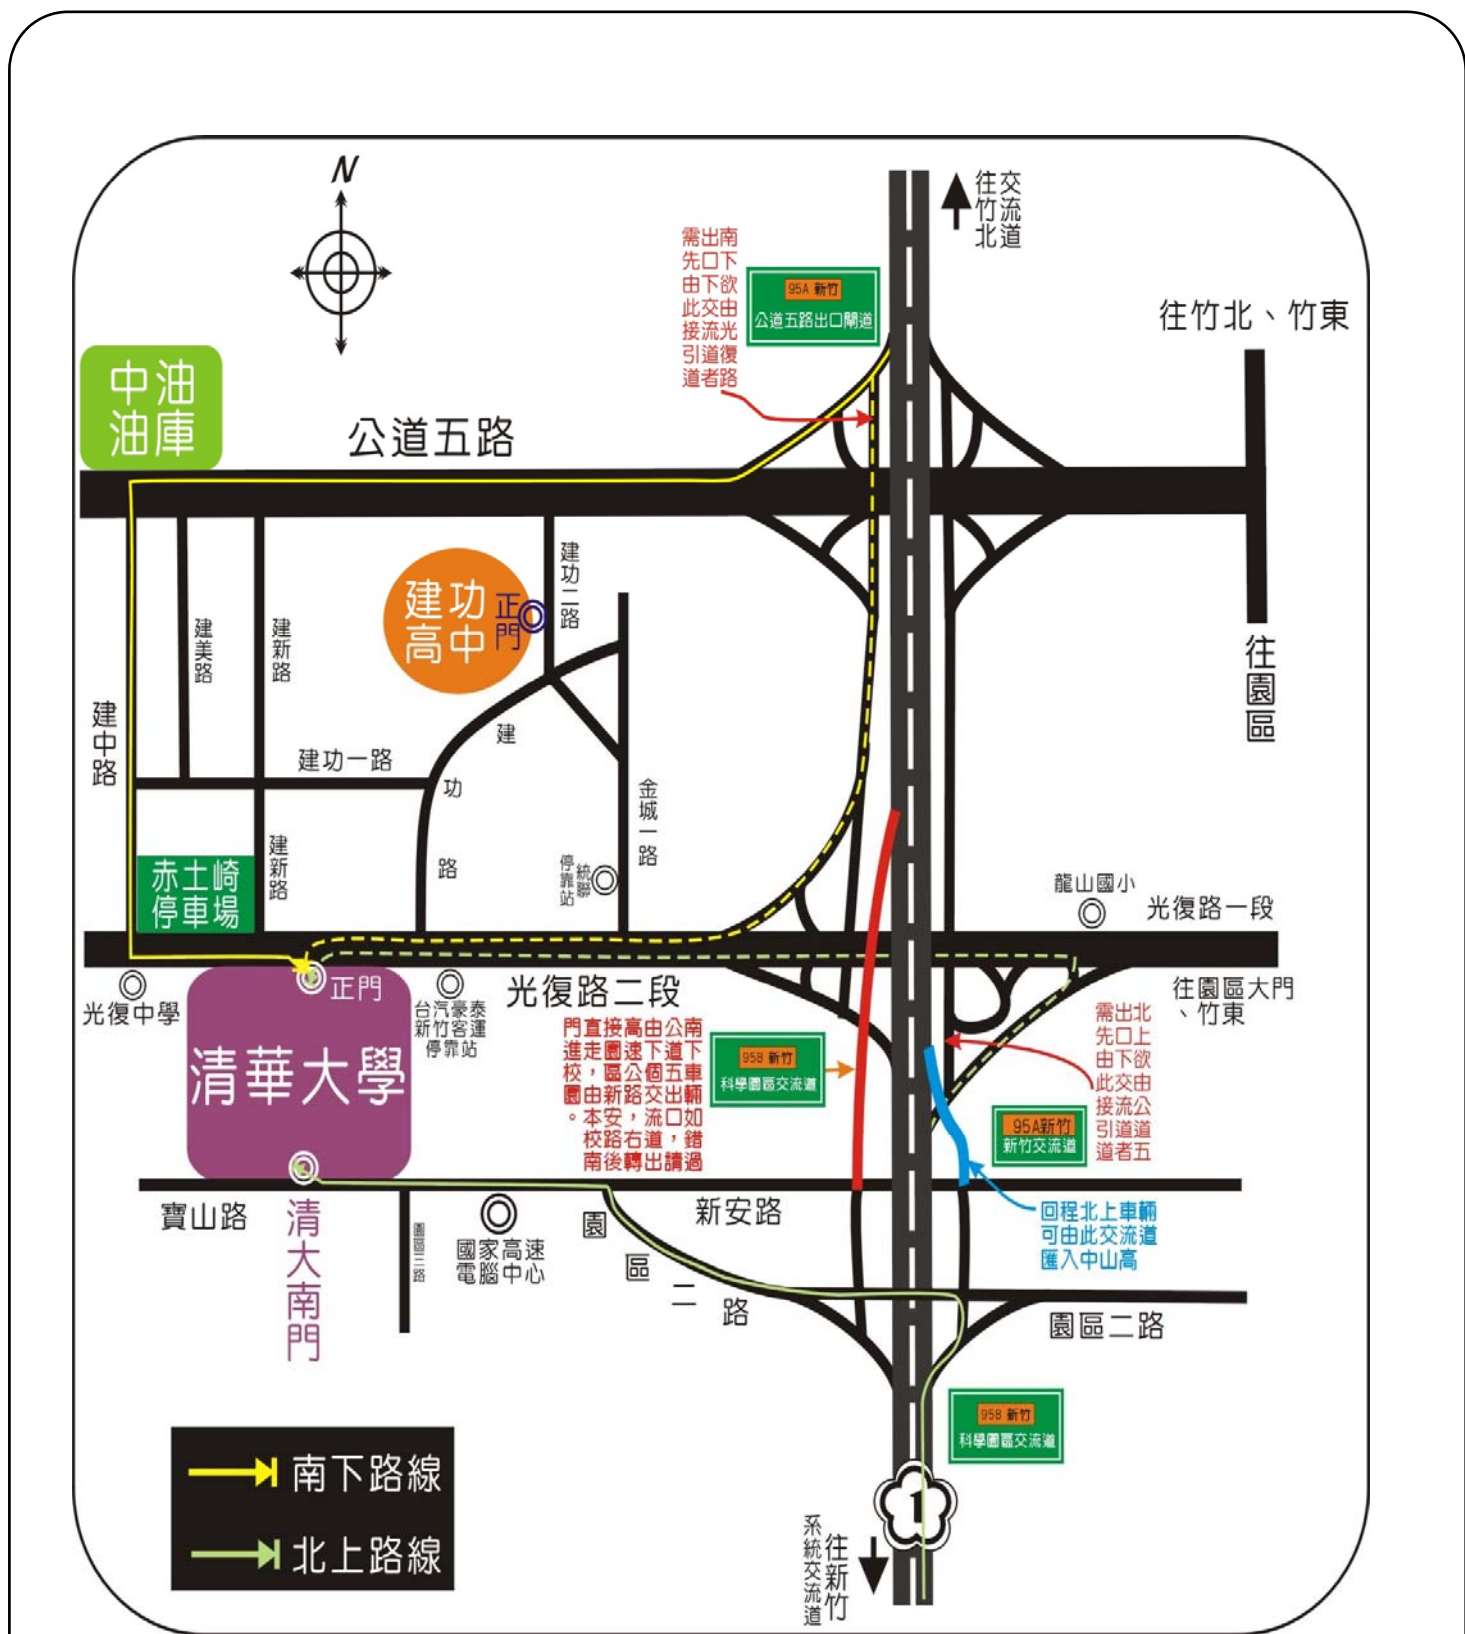 N
往竹北
交流道
南下欲由光復路
出口下交流道者
需先由此接引道
95A 新竹
公道五路出口閘道
往竹北、竹東
中油
油庫
公道五路
建功
高中
正門
建功二路
建美路
建新路
往園區
建中路
建功一路
建功路
金城一路
赤土崎
停車場
建新路
統聯
停靠站
龍山國小
光復路一段
正門
光復中學
台汽豪泰
新竹客運
停靠站
光復路二段
往園區大門
、竹東
清華大學
南下車輛如錯過
公道五出口,請
由下個交流道出
高速公路,右轉
接園區新安路後
直走,由本校南
門進校園。
95B 新竹
科學園區交流道
北上欲由公道五
出口下交流道者
需先由此接引道
95A新竹
新竹交流道
寶山路
清大南門
園區三路
國家高速
電腦中心
園區二路
新安路
回程北上車輛
可由此交流道
匯入中山高
園區二路
95B 新竹
科學園區交流道
1
往新竹
系統交流道
南下路線
北上路線